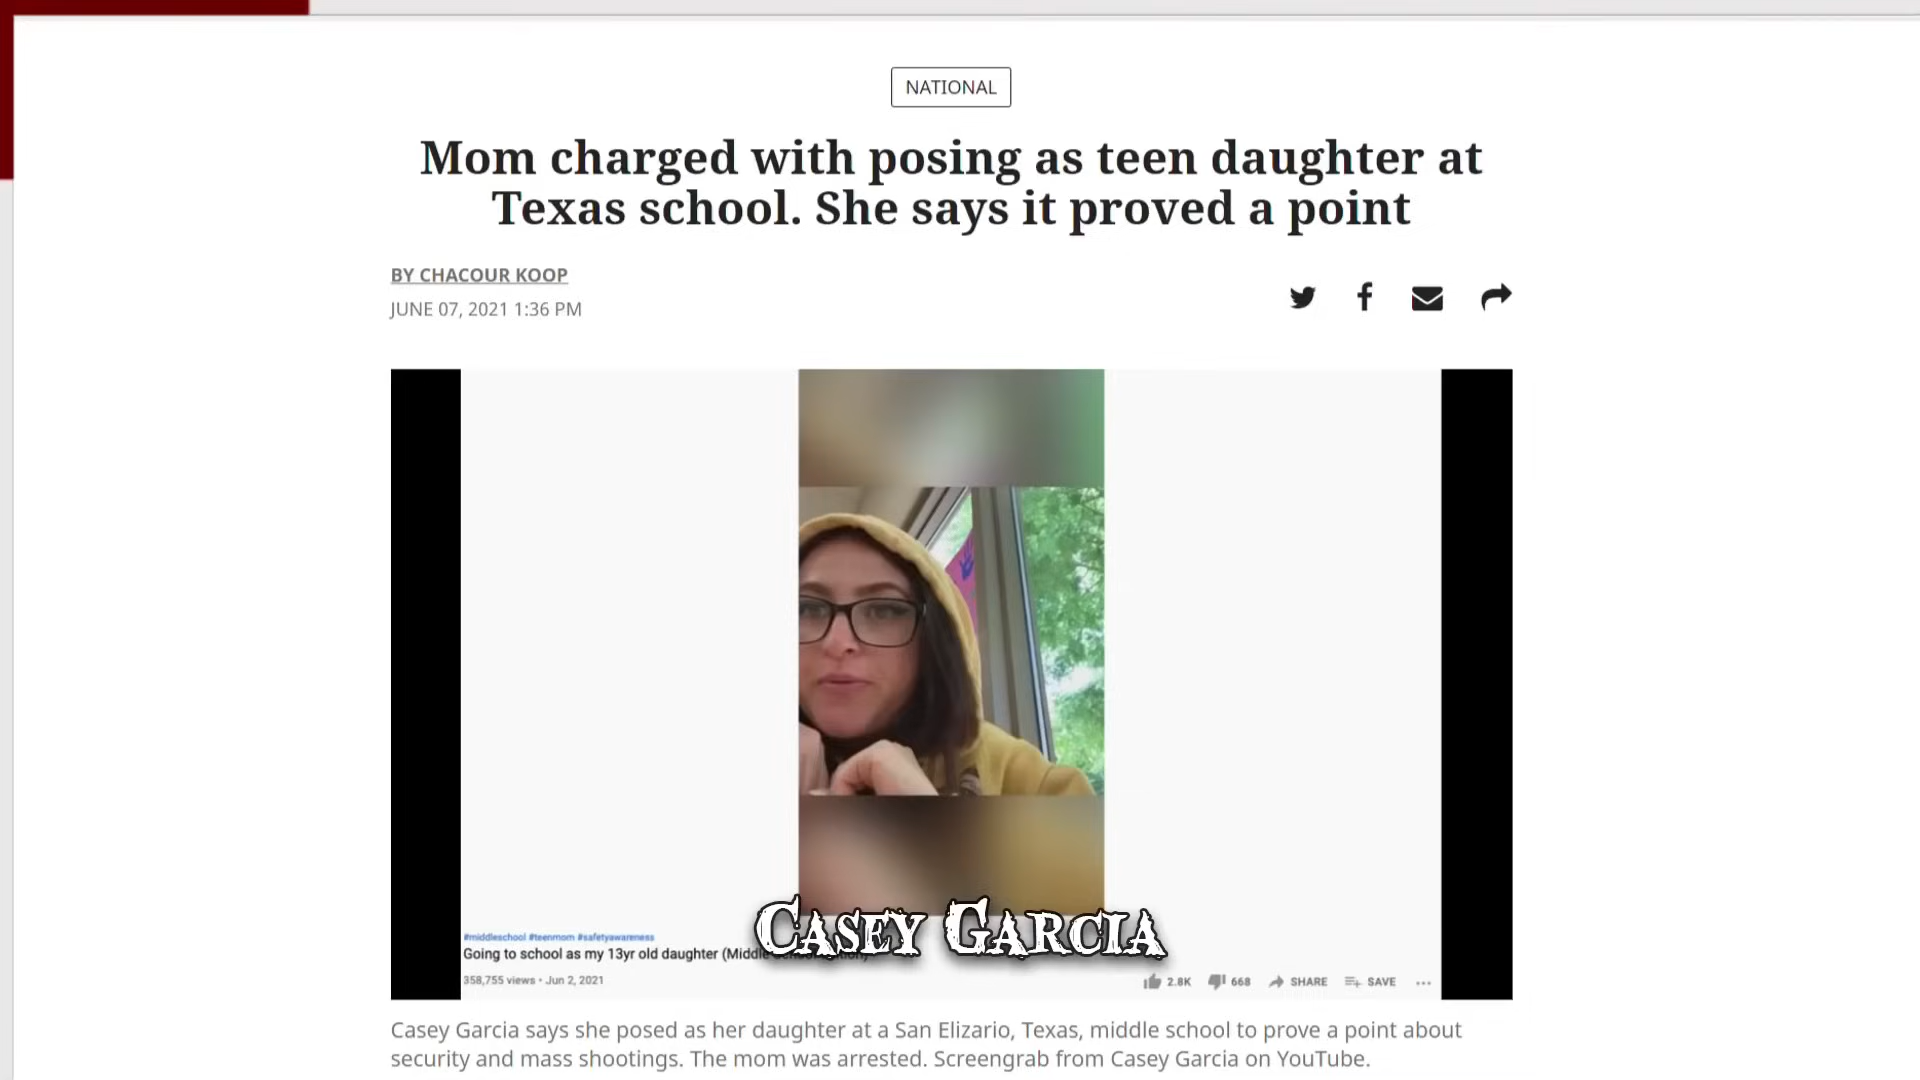 NATIONAL
Mom charged with posing as teen daughter at
Texas school. She says it proved a point
BY CHACOUR KOOP
JUNE 07, 2021 1:36 PM
#middleschool #teenmom #safetyawareness
Going to school as my 13yr old daughter (Middle
CASEY GARCIA
358,755 views • Jun 2, 2021
2.8K 668 SHARE SAVE ...
Casey Garcia says she posed as her daughter at a San Elizario, Texas, middle school to prove a point about
security and mass shootings. The mom was arrested. Screengrab from Casey Garcia on YouTube.